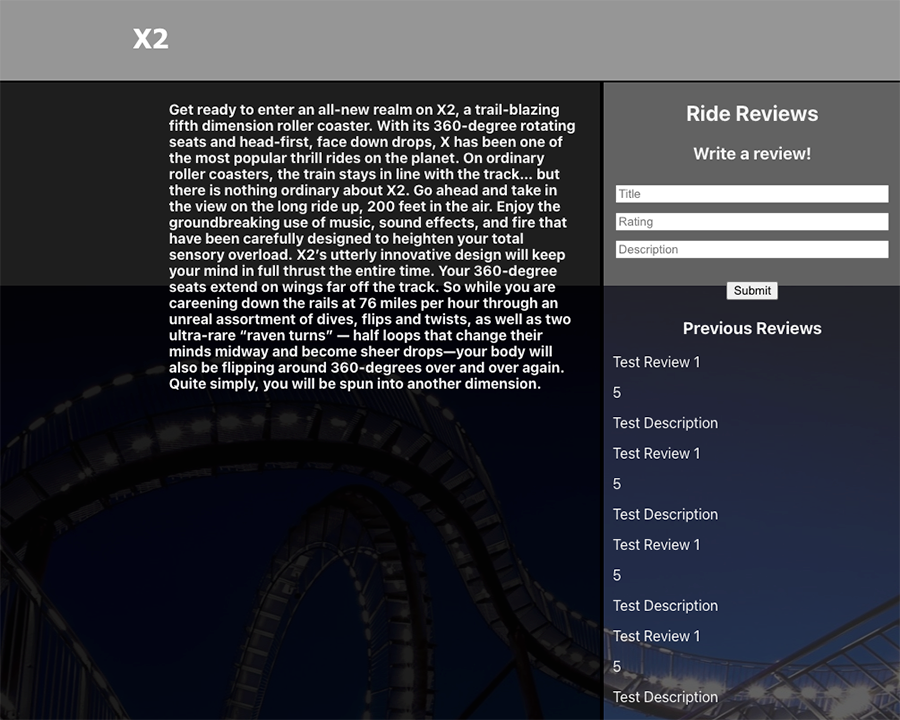 X2
Get ready to enter an all-new realm on X2, a trail-blazing
fifth dimension roller coaster. With its 360-degree rotating
seats and head-first, face down drops, X has been one of
the most popular thrill rides on the planet. On ordinary
roller coasters, the train stays in line with the track... but
there is nothing ordinary about X2. Go ahead and take in
the view on the long ride up, 200 feet in the air. Enjoy the
groundbreaking use of music, sound effects, and fire that
have been carefully designed to heighten your total
sensory overload. X2’s utterly innovative design will keep
your mind in full thrust the entire time. Your 360-degree
seats extend on wings far off the track. So while you are
careening down the rails at 76 miles per hour through an
unreal assortment of dives, flips and twists, as well as two
ultra-rare “raven turns” — half loops that change their
minds midway and become sheer drops—your body will
also be flipping around 360-degrees over and over again.
Quite simply, you will be spun into another dimension.
Ride Reviews
Write a review!
Title
Rating
Description
Submit
Previous Reviews
Test Review 1
5
Test Description
Test Review 1
5
Test Description
Test Review 1
5
Test Description
Test Review 1
5
Test Description